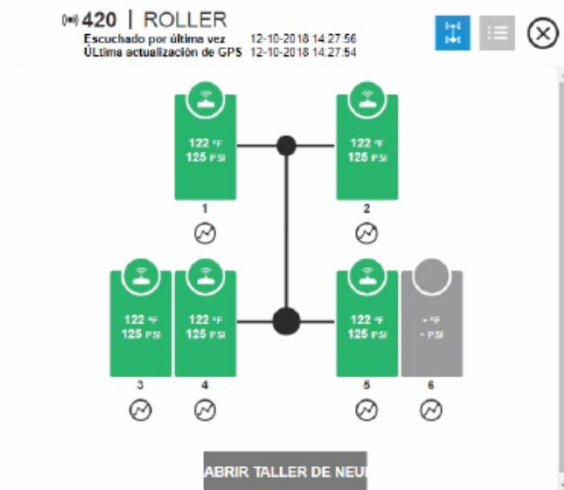 420 | ROLLER
Escuchado por última vez 12-10-2018 14:27:56
ÚLtima actualización de GPS 12-10-2018 14:27:54
122 °F
125 PSI
122 °F
125 PSI
1
2
122 °F
125 PSI
122 °F
125 PSI
122 °F
125 PSI
- °F
- PSI
3
4
5
6
ABRIR TALLER DE NEU